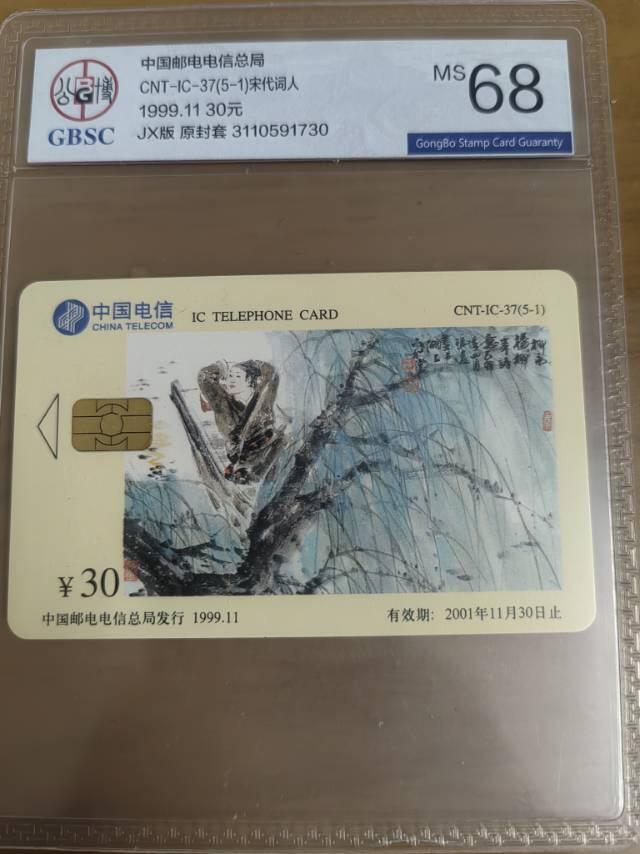 中国邮电电信总局
CNT-IC-37(5-1)宋代词人
1999.11 30元
JX版 原封套 3110591730
MS 68
公 BG 博
GBSC
GongBo Stamp Card Guaranty
中国电信
CHINA TELECOM
IC TELEPHONE CARD
CNT-IC-37(5-1)
¥30
中国邮电电信总局发行 1999.11
有效期: 2001年11月30日止